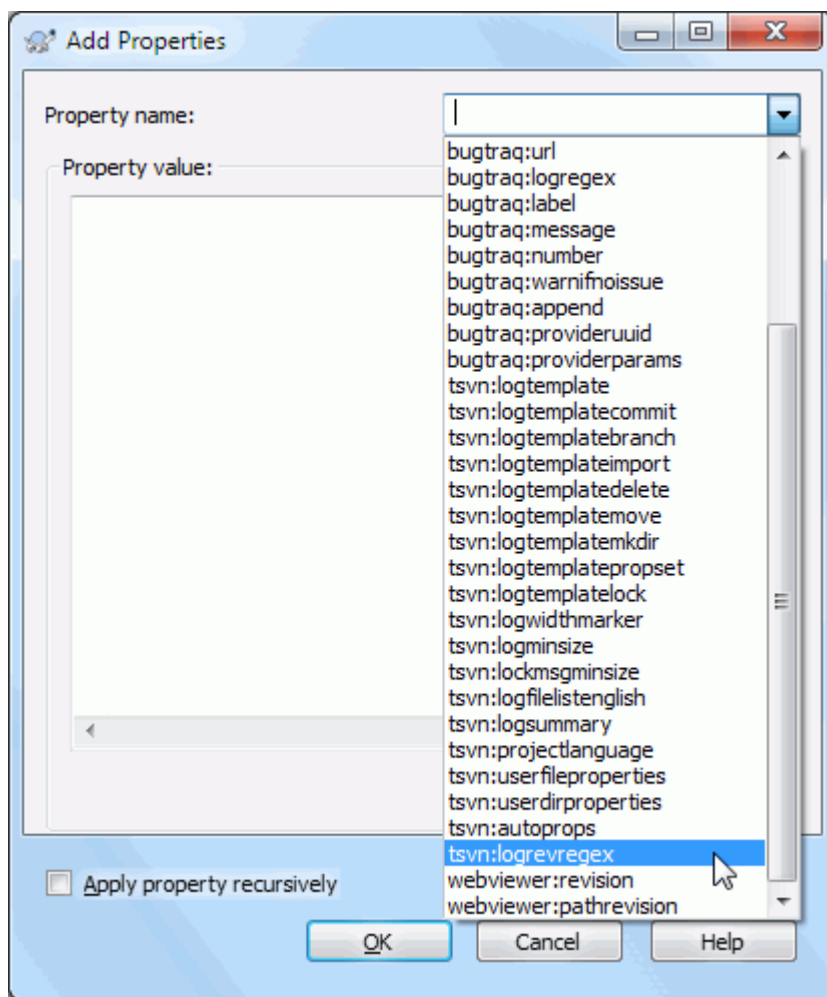 Add Properties
Property name:
Property value:
bugtraq:url
bugtraq:logregex
bugtraq:label
bugtraq:message
bugtraq:number
bugtraq:warnifnoissue
bugtraq:append
bugtraq:provideruuid
bugtraq:providerparams
tsvn:logtemplate
tsvn:logtemplatecommit
tsvn:logtemplatebranch
tsvn:logtemplateimport
tsvn:logtemplatedelete
tsvn:logtemplatemove
tsvn:logtemplatemkdir
tsvn:logtemplatepropset
tsvn:logtemplatelock
tsvn:logwidthmarker
tsvn:logminsize
tsvn:lockmsgminsize
tsvn:logfilelistenglish
tsvn:logsummary
tsvn:projectlanguage
tsvn:userfileproperties
tsvn:userdirproperties
tsvn:autoprops
tsvn:logrevregex
webviewer:revision
webviewer:pathrevision
Apply property recursively
OK Cancel Help